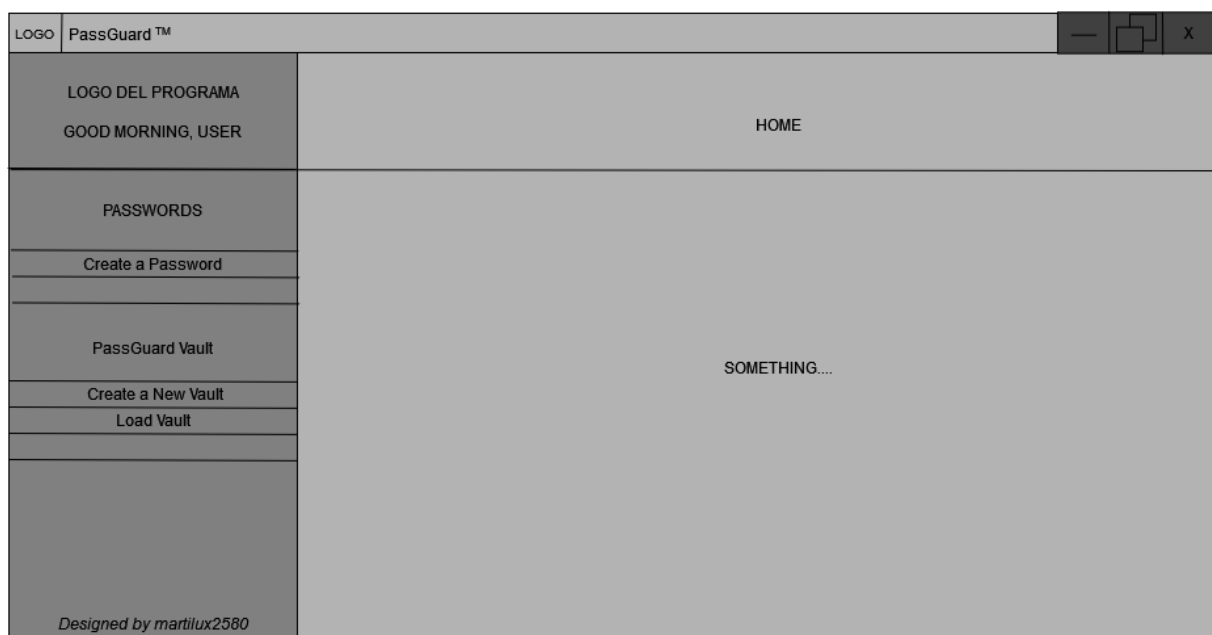 LOGO
PassGuard ™
X
LOGO DEL PROGRAMA
GOOD MORNING, USER
HOME
PASSWORDS
Create a Password
PassGuard Vault
Create a New Vault
Load Vault
SOMETHING....
Designed by martilux2580